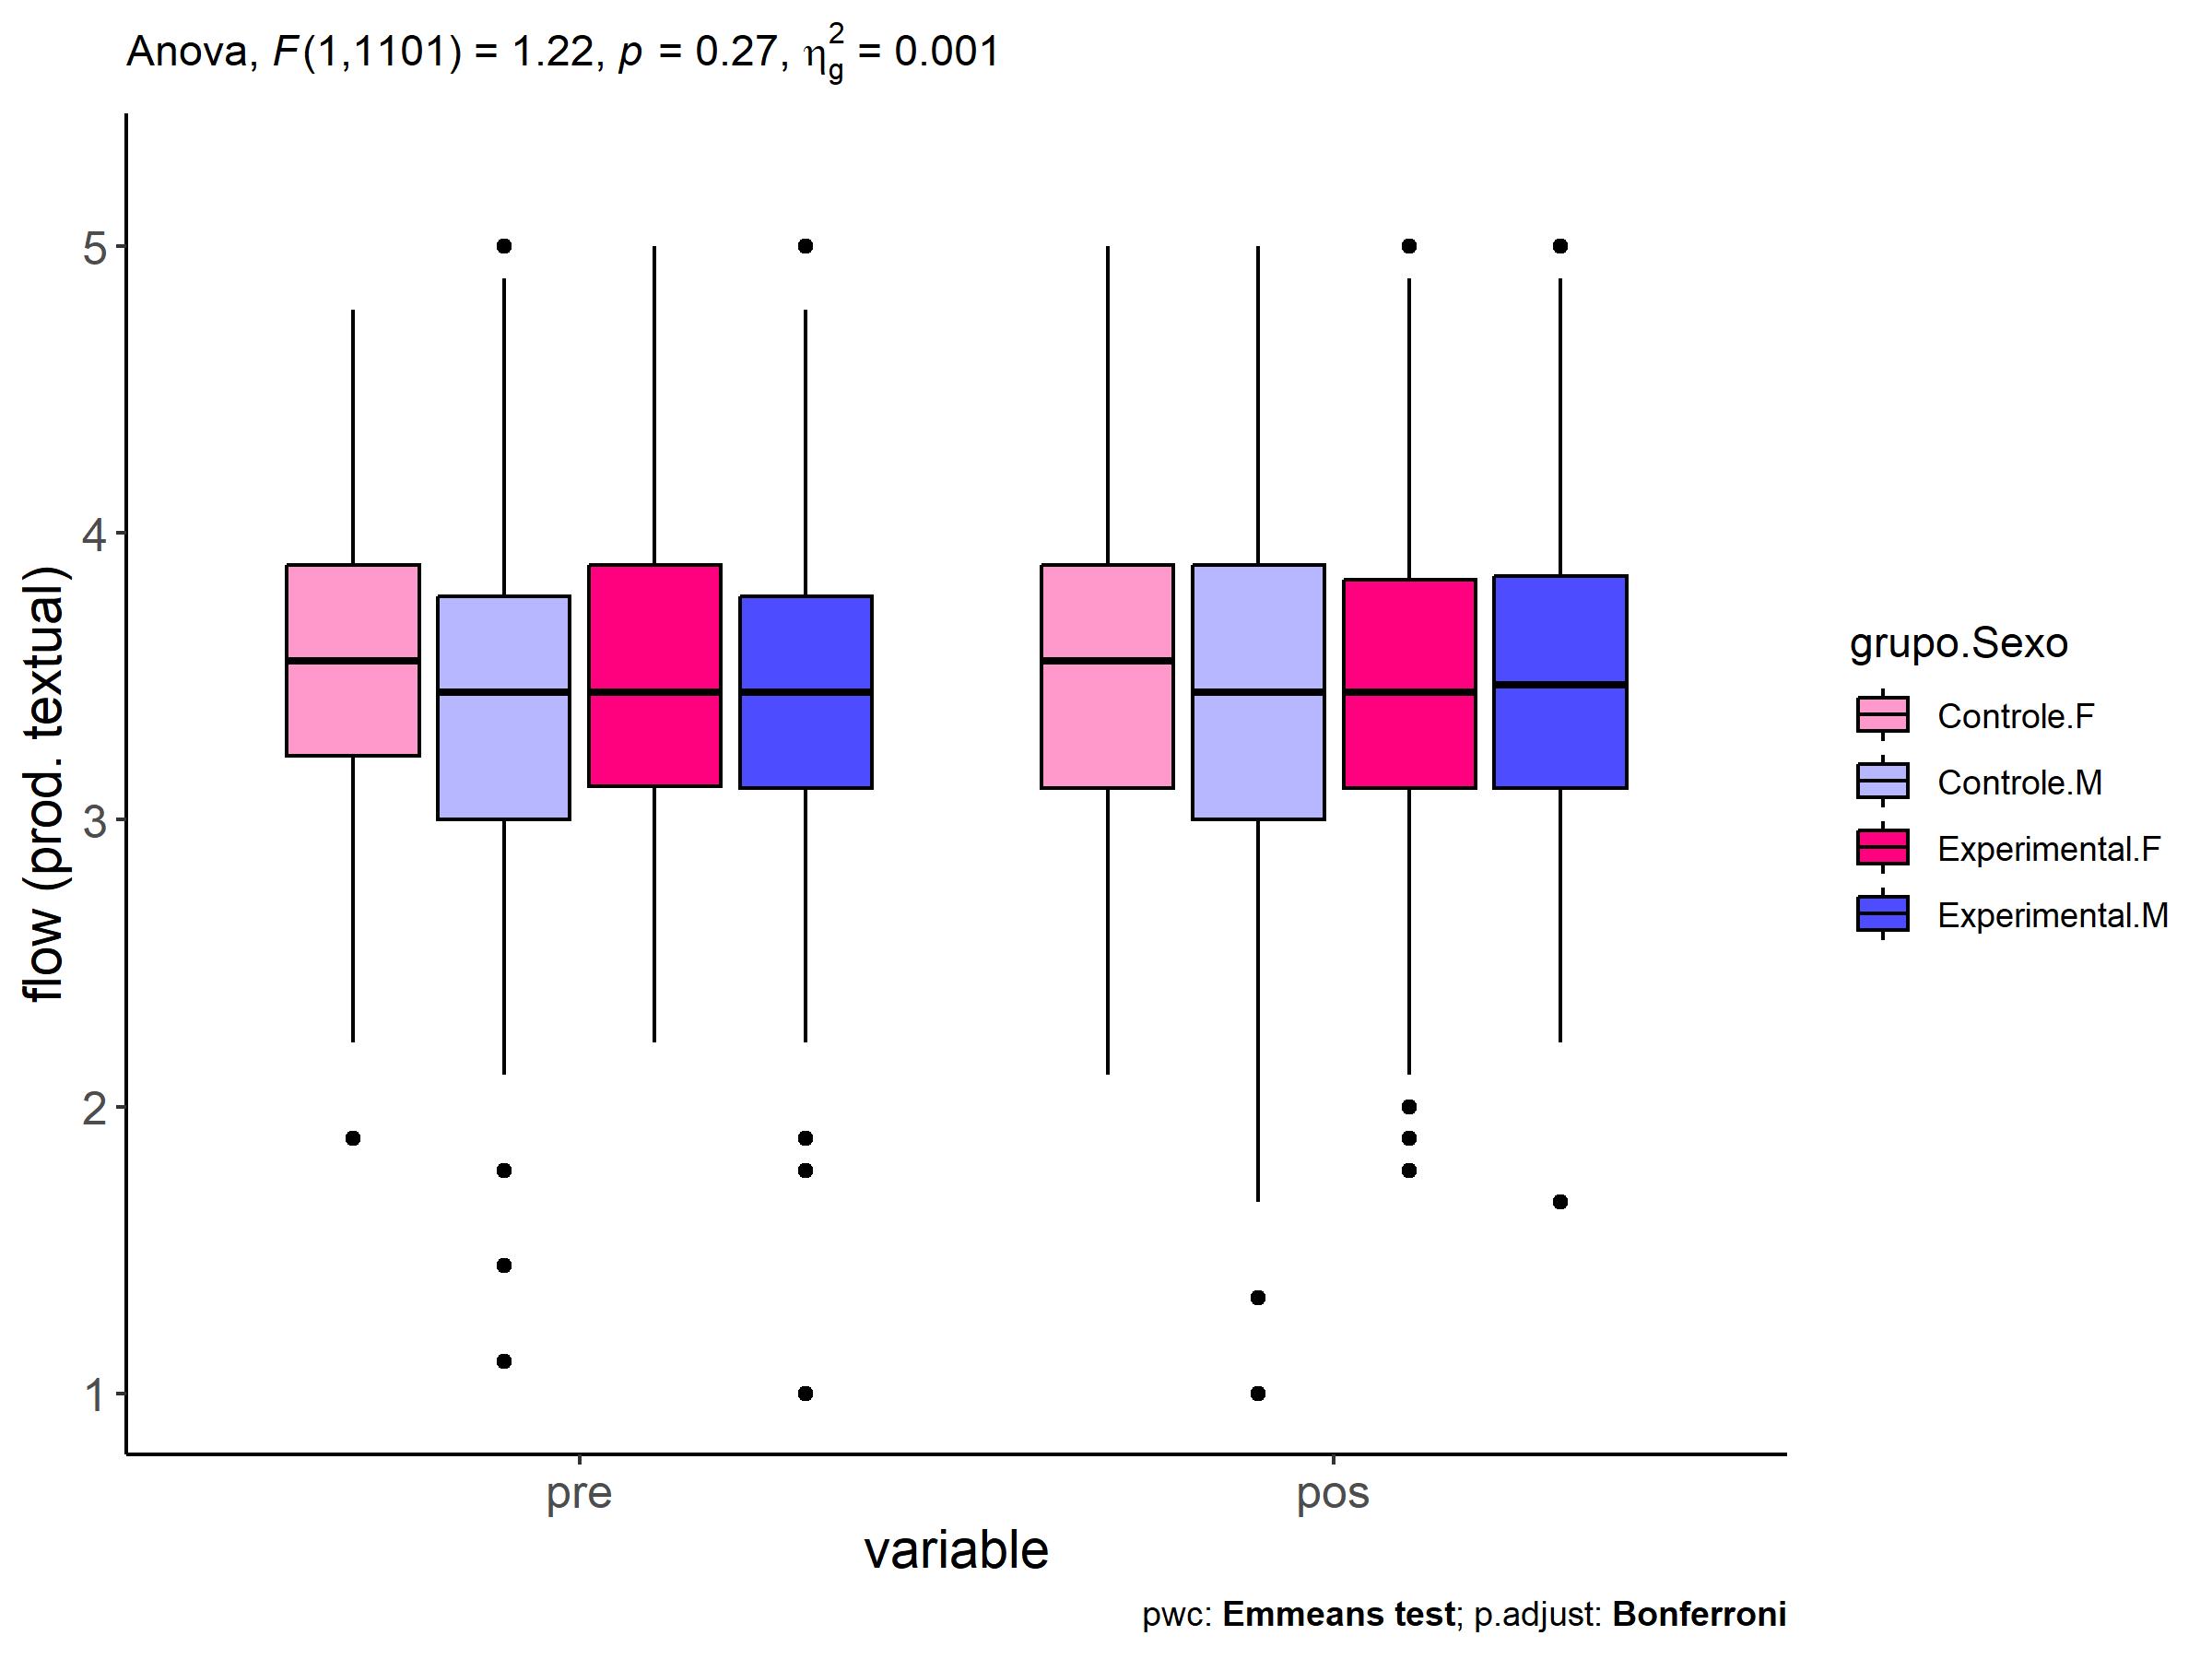 Anova, F(1,1101) = 1.22, p = 0.27, η²g = 0.001
flow (prod. textual)
5
4
3
2
1
pre
pos
variable
grupo.Sexo
Controle.F
Controle.M
Experimental.F
Experimental.M
pwc: Emmeans test; p.adjust: Bonferroni